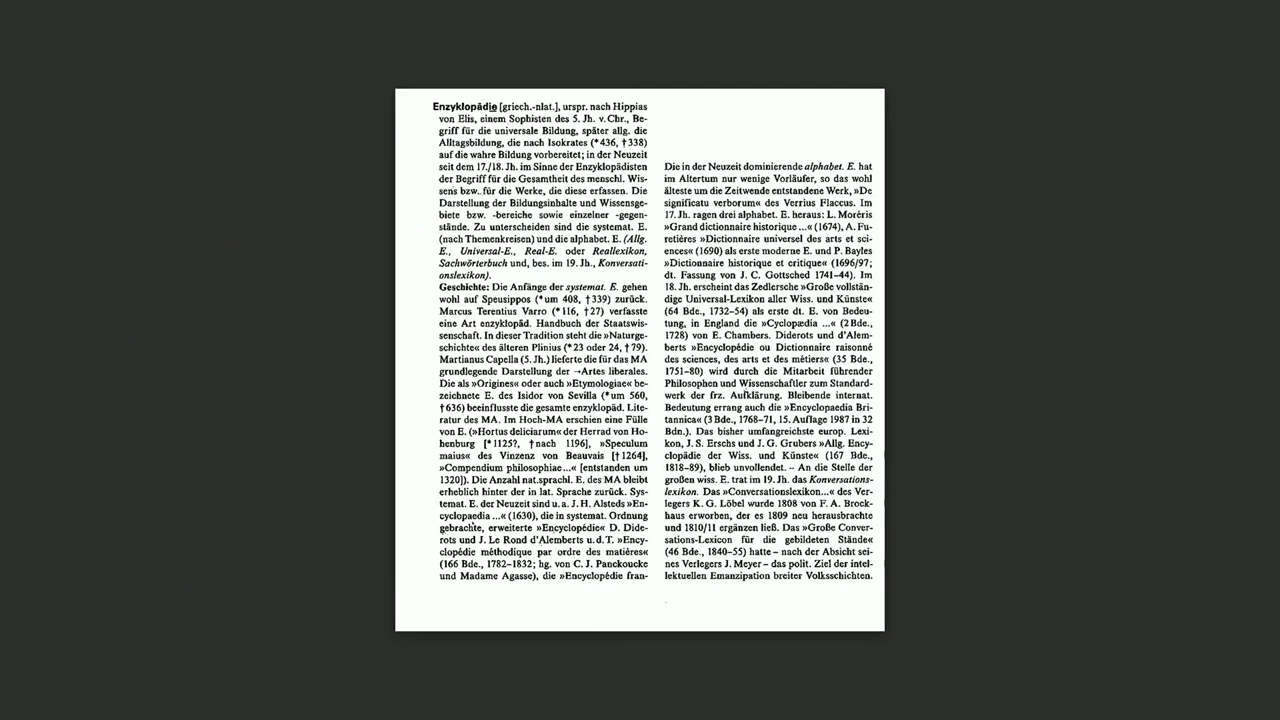 Enzyklopädie [griech.-nlat.], urspr. nach Hippias
von Elis, einem Sophisten des 5. Jh. v. Chr., Be-
griff für die universale Bildung, später allg. die
Alltagsbildung, die nach Isokrates (*436, †338)
auf die wahre Bildung vorbereitet; in der Neuzeit
seit dem 17./18. Jh. im Sinne der Enzyklopädisten
der Begriff für die Gesamtheit des menschl. Wis-
sens bzw. für die Werke, die diese erfassen. Die
Darstellung der Bildungsinhalte und Wissensge-
biete bzw. -bereiche sowie einzelner -gegen-
stände. Zu unterscheiden sind die systemat. E.
(nach Themenkreisen) und die alphabet. E. (Allg.
E., Universal-E., Real-E. oder Reallexikon,
Sachwörterbuch und, bes. im 19. Jh., Konversati-
onslexikon).
Geschichte: Die Anfänge der systemat. E. gehen
wohl auf Speusippos (*um 408, †339) zurück.
Marcus Terentius Varro (*116, †27) verfasste
eine Art enzyklopäd. Handbuch der Staatswis-
senschaft. In dieser Tradition steht die »Naturge-
schichte« des älteren Plinius (*23 oder 24, †79).
Martianus Capella (5. Jh.) lieferte die für das MA
grundlegende Darstellung der →Artes liberales.
Die als »Origines« oder auch »Etymologiae« be-
zeichnete E. des Isidor von Sevilla (*um 560,
†636) beeinflusste die gesamte enzyklopäd. Lite-
ratur des MA. Im Hoch-MA erschien eine Fülle
von E. (»Hortus deliciarum« der Herrad von Ho-
henburg [*1125?, †nach 1196], »Speculum
maius« des Vinzenz von Beauvais [†1264],
»Compendium philosophiae...« [entstanden um
1320]). Die Anzahl nat.sprachl. E. des MA bleibt
erheblich hinter der in lat. Sprache zurück. Sys-
temat. E. der Neuzeit sind u. a. J. H. Alsteds »En-
cyclopaedia ...« (1630), die in systemat. Ordnung
gebrachte, erweiterte »Encyclopédie« D. Dide-
rots und J. Le Rond d'Alemberts u. d. T. »Ency-
clopédie méthodique par ordre des matières«
(166 Bde., 1782–1832; hg. von C. J. Panckoucke
und Madame Agasse), die »Encyclopédie fran-
Die in der Neuzeit dominierende alphabet. E. hat
im Altertum nur wenige Vorläufer, so das wohl
älteste um die Zeitwende entstandene Werk, »De
significatu verborum« des Verrius Flaccus. Im
17. Jh. ragen drei alphabet. E. heraus: L. Moréris
»Grand dictionnaire historique ...« (1674), A. Fu-
retières »Dictionnaire universel des arts et sci-
ences« (1690) als erste moderne E. und P. Bayles
»Dictionnaire historique et critique« (1696/97;
dt. Fassung von J. C. Gottsched 1741–44). Im
18. Jh. erscheint das Zedlersche »Große vollstän-
dige Universal-Lexikon aller Wiss. und Künste«
(64 Bde., 1732–54) als erste dt. E. von Bedeu-
tung, in England die »Cyclopædia ...« (2 Bde.,
1728) von E. Chambers. Diderots und d'Alem-
berts »Encyclopédie ou Dictionnaire raisonné
des sciences, des arts et des métiers« (35 Bde.,
1751–80) wird durch die Mitarbeit führender
Philosophen und Wissenschaftler zum Standard-
werk der frz. Aufklärung. Bleibende internat.
Bedeutung errang auch die »Encyclopaedia Bri-
tannica« (3 Bde., 1768–71, 15. Auflage 1987 in 32
Bdn.). Das bisher umfangreichste europ. Lexi-
kon, J. S. Erschs und J. G. Grubers »Allg. Ency-
clopädie der Wiss. und Künste« (167 Bde.,
1818–89), blieb unvollendet. – An die Stelle der
großen wiss. E. trat im 19. Jh. das Konversations-
lexikon. Das »Conversationslexikon...« des Ver-
legers K. G. Löbel wurde 1808 von F. A. Brock-
haus erworben, der es 1809 neu herausbrachte
und 1810/11 ergänzen ließ. Das »Große Conver-
sations-Lexicon für die gebildeten Stände«
(46 Bde., 1840–55) hatte – nach der Absicht sei-
nes Verlegers J. Meyer – das polit. Ziel der intel-
lektuellen Emanzipation breiter Volksschichten.